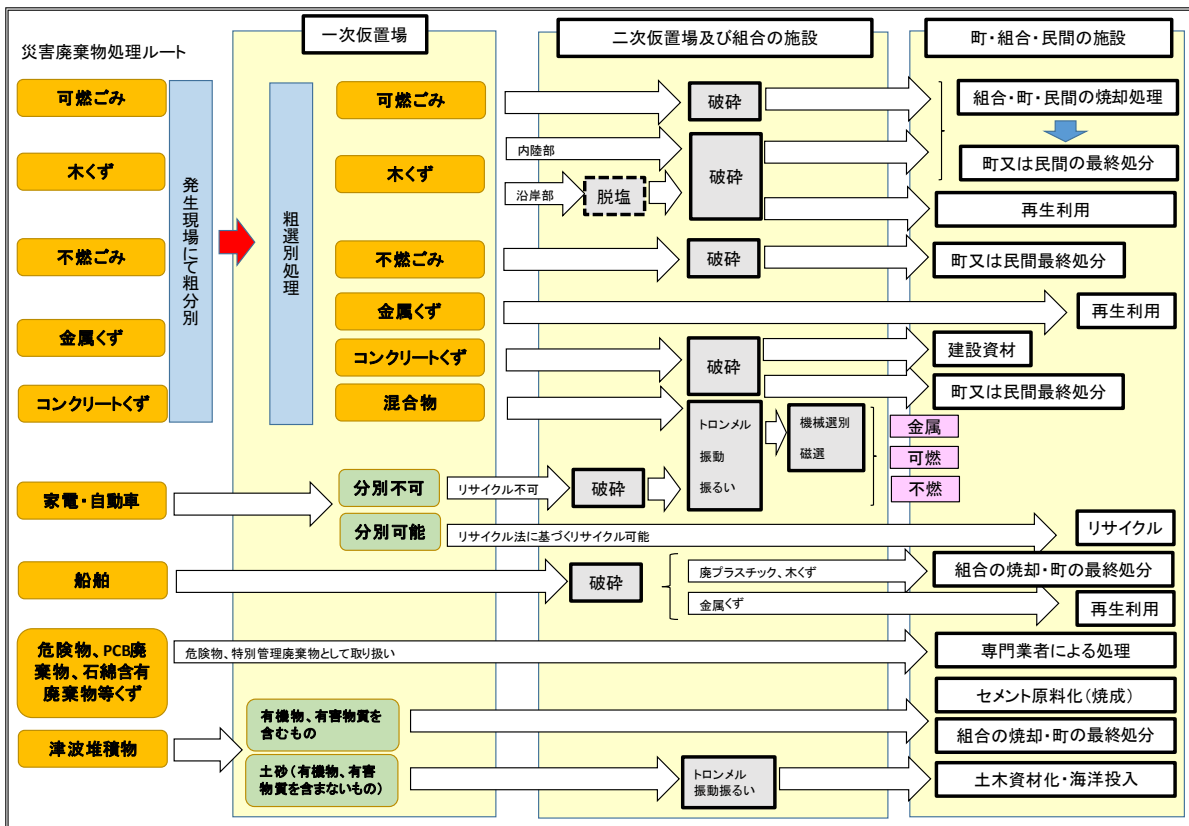 災害廃棄物処理ルート
一次仮置場
二次仮置場及び組合の施設
町・組合・民間の施設
可燃ごみ
木くず
不燃ごみ
金属くず
コンクリートくず
発生現場にて粗分別
粗選別処理
可燃ごみ
破砕
組合・町・民間の焼却処理
町又は民間の最終処分
木くず
内陸部
沿岸部
脱塩
破砕
再生利用
不燃ごみ
破砕
町又は民間最終処分
金属くず
再生利用
コンクリートくず
破砕
建設資材
町又は民間最終処分
混合物
トロンメル
振動
振るい
機械選別
磁選
金属
可燃
不燃
家電・自動車
分別不可
リサイクル不可
破砕
分別可能
リサイクル法に基づくリサイクル可能
リサイクル
船舶
破砕
廃プラスチック、木くず
組合の焼却・町の最終処分
金属くず
再生利用
危険物、PCB廃
棄物、石綿含有
廃棄物等くず
危険物、特別管理廃棄物として取り扱い
専門業者による処理
津波堆積物
有機物、有害物質を
含むもの
セメント原料化(焼成)
組合の焼却・町の最終処分
土砂(有機物、有害
物質を含まないもの)
トロンメル
振動振るい
土木資材化・海洋投入